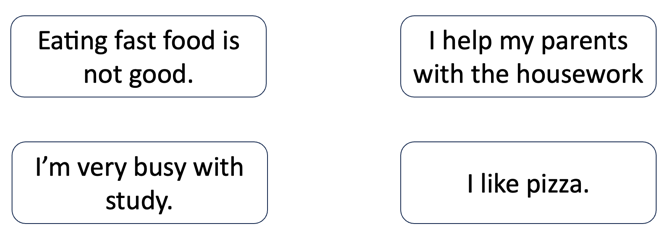 Eating fast food is
not good.
I help my parents
with the housework
I'm very busy with
study.
I like pizza.